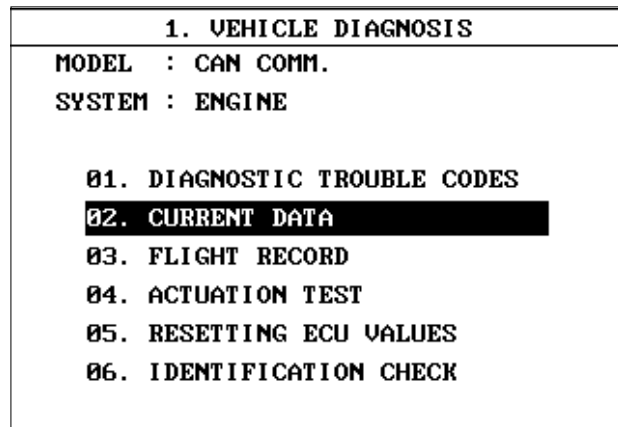 1. VEHICLE DIAGNOSIS
MODEL : CAN COMM.
SYSTEM : ENGINE
01. DIAGNOSTIC TROUBLE CODES
02. CURRENT DATA
03. FLIGHT RECORD
04. ACTUATION TEST
05. RESETTING ECU VALUES
06. IDENTIFICATION CHECK